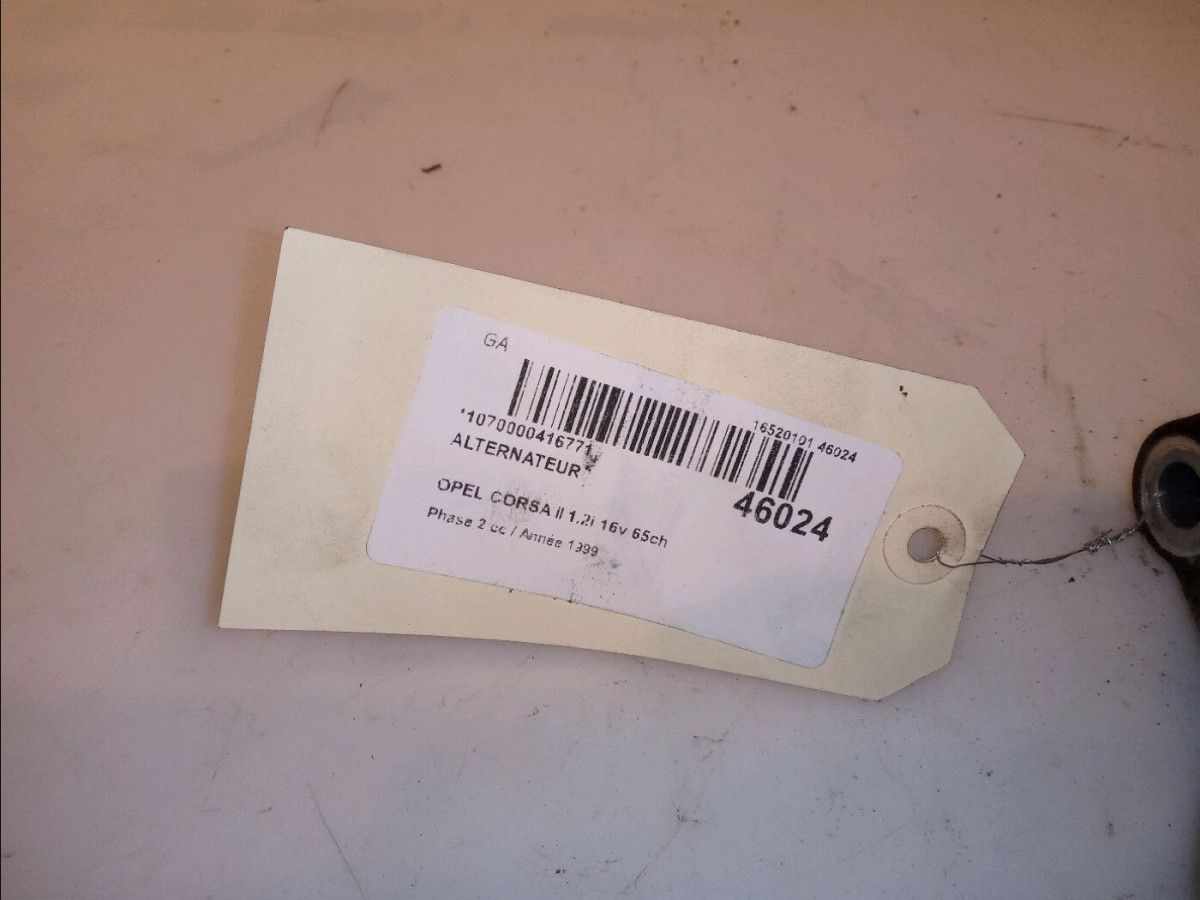 GA
16520101 46024
*1070000416771
ALTERNATEUR*
46024
OPEL CORSA II 1.2i 16v 65ch
Phase 2 cc / Année 1999